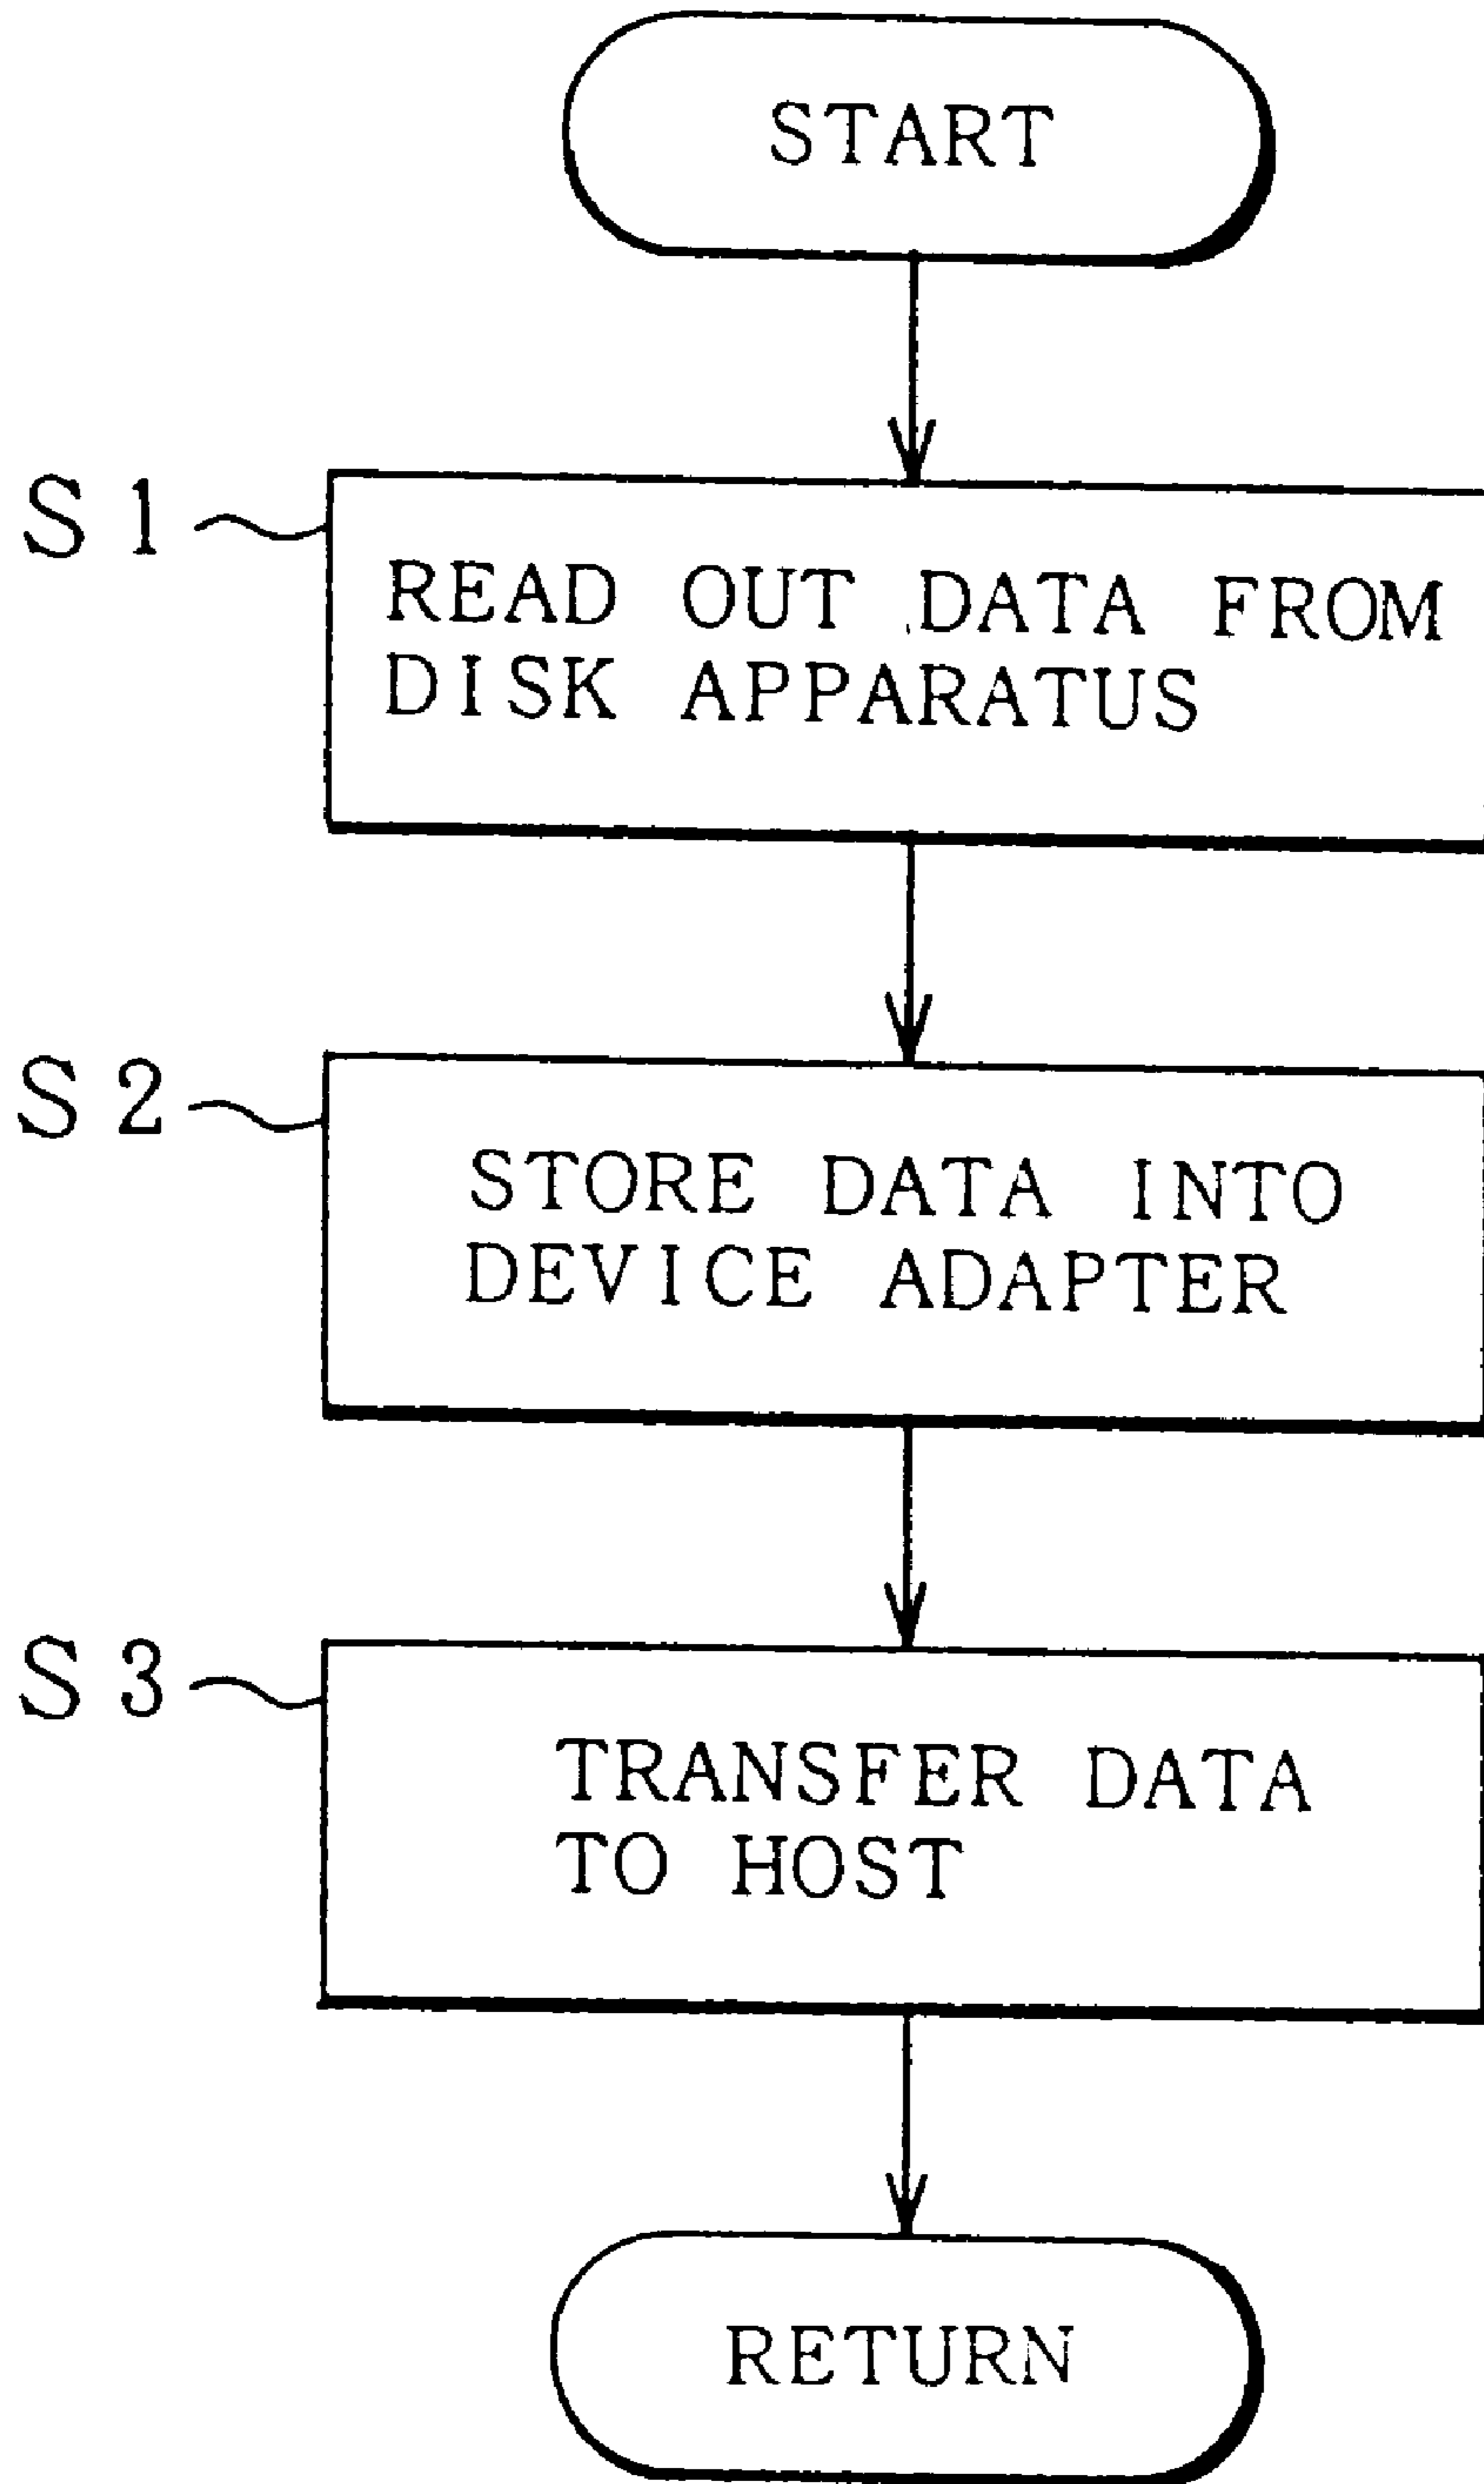 START
S1
READ OUT DATA FROM
DISK APPARATUS
S2
STORE DATA INTO
DEVICE ADAPTER
S3
TRANSFER DATA
TO HOST
RETURN